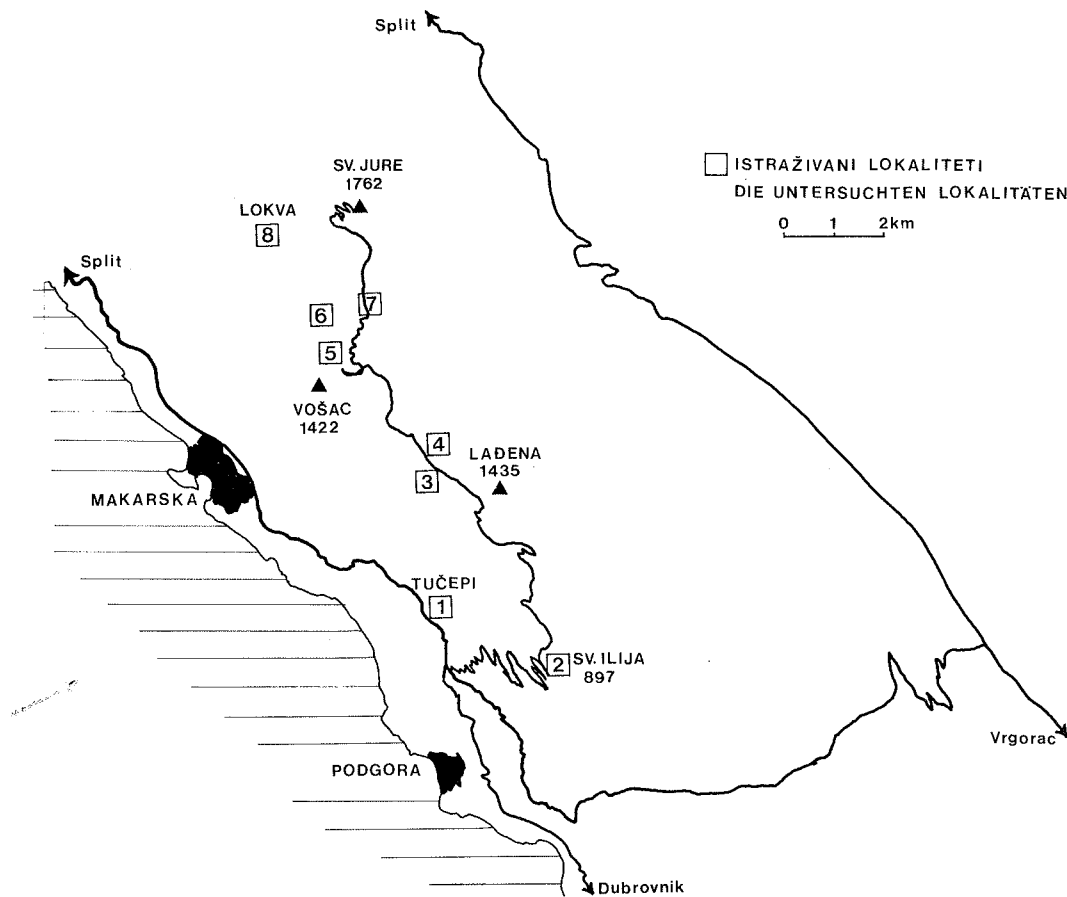 Split
SV. JURE
1762
ISTRAŽIVANI LOKALITETI
DIE UNTERSUCHTEN LOKALITÄTEN
0 1 2km
LOKVA
8
Split
7
6
5
VOŠAC
1422
4
LAĐENA
1435
3
MAKARSKA
TUČEPI
1
2
SV. ILIJA
897
Vrgorac
PODGORA
Dubrovnik